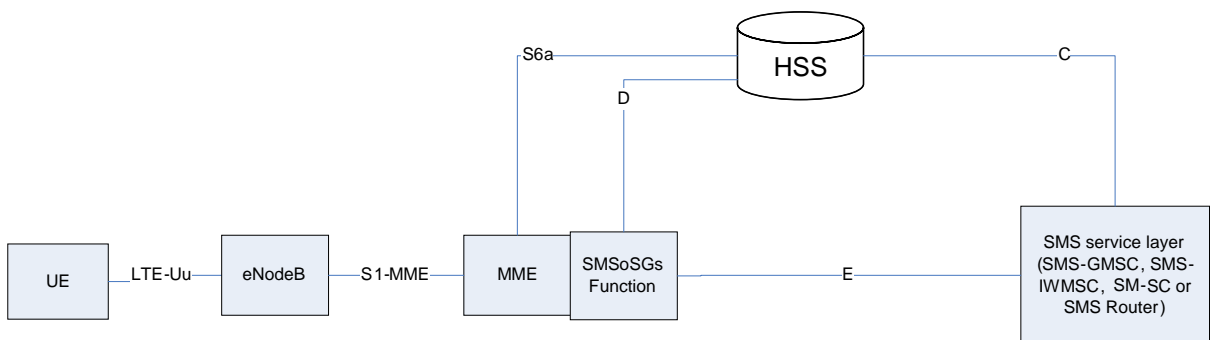 S6a
HSS
C
D
UE
LTE-Uu
eNodeB
S1-MME
MME
SMSoSGs
Function
E
SMS service layer
(SMS-GMSC, SMS-
IWMSC, SM-SC or
SMS Router)